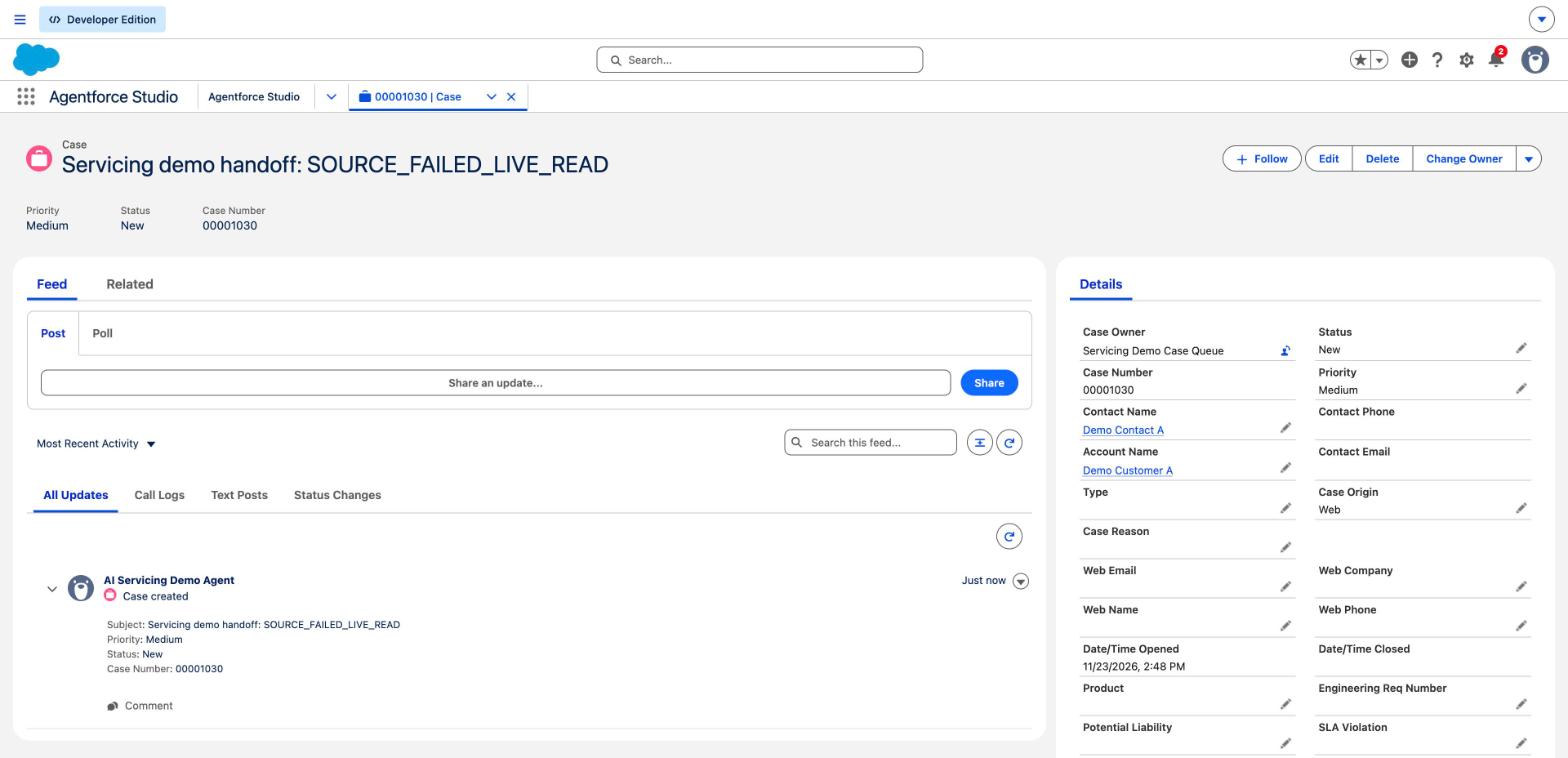 Developer Edition
Search...
2
Agentforce Studio
Agentforce Studio
00001030 | Case
Case
Servicing demo handoff: SOURCE_FAILED_LIVE_READ
Follow
Edit
Delete
Change Owner
Priority
Status
Case Number
Medium
New
00001030
Feed
Related
Post
Poll
Share an update...
Share
Most Recent Activity
Search this feed...
All Updates
Call Logs
Text Posts
Status Changes
AI Servicing Demo Agent
Just now
Case created
Subject: Servicing demo handoff: SOURCE_FAILED_LIVE_READ
Priority: Medium
Status: New
Case Number: 00001030
Comment
Details
Case Owner
Servicing Demo Case Queue
Status
New
Case Number
00001030
Priority
Medium
Contact Name
Demo Contact A
Contact Phone
Account Name
Demo Customer A
Contact Email
Type
Case Origin
Web
Case Reason
Web Email
Web Company
Web Name
Web Phone
Date/Time Opened
11/23/2026, 2:48 PM
Date/Time Closed
Product
Engineering Req Number
Potential Liability
SLA Violation